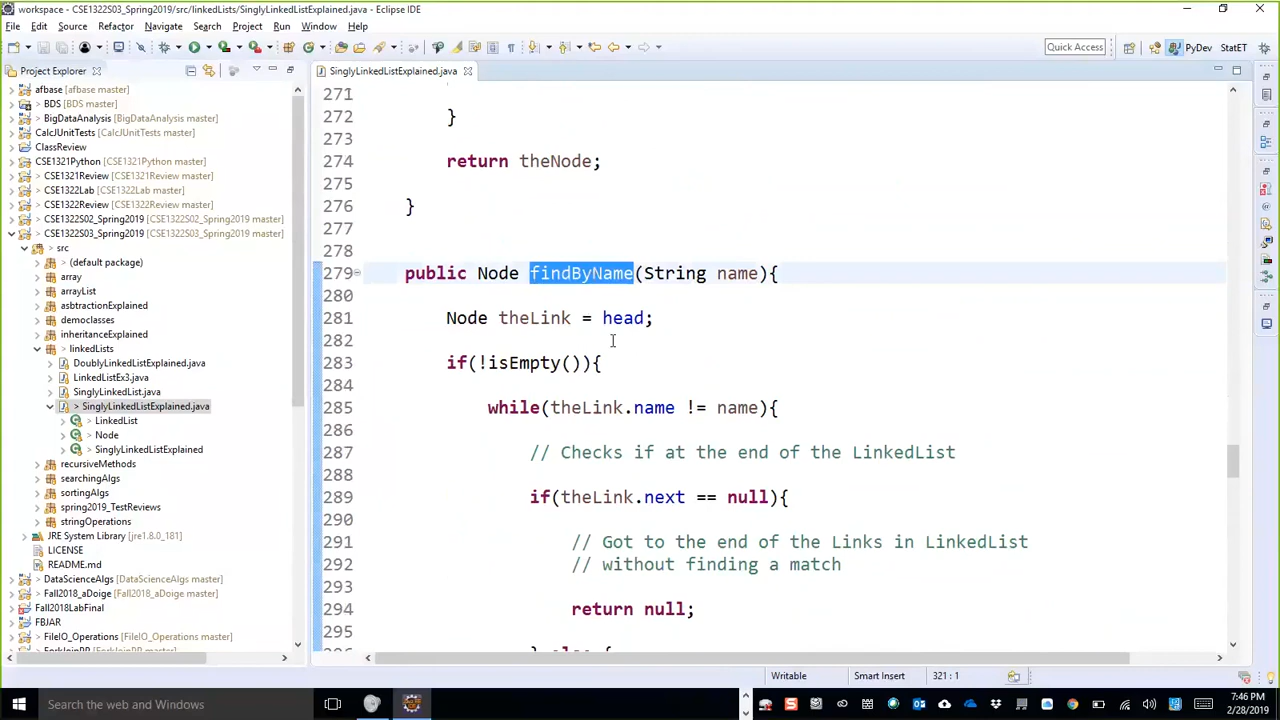 workspace - CSE1322S03_Spring2019/src/linkedLists/SinglyLinkedListExplained.java - Eclipse IDE
File Edit Source Refactor Navigate Search Project Run Window Help
Quick Access
PyDev
StatET
Project Explorer
SinglyLinkedListExplained.java
afbase (afbase master)
> BDS (BDS master)
> BigDataAnalysis (BigDataAnalysis master)
CalcJUnitTests (CalcJUnitTests master)
ClassReview
> CSE1321Python (CSE1321Python master)
> CSE1321Review (CSE1321Review master)
> CSE1322Lab (CSE1322Lab master)
> CSE1322Review (CSE1322Review master)
> CSE1322S02_Spring2019 (CSE1322S02_Spring2019 master)
> CSE1322S03_Spring2019 (CSE1322S03_Spring2019 master)
> src
> (default package)
> array
> arrayList
> asbtractionExplained
> democlasses
> inheritanceExplained
> linkedLists
DoublyLinkedListExplained.java
LinkedListEx3.java
SinglyLinkedList.java
> SinglyLinkedListExplained.java
LinkedList
Node
SinglyLinkedListExplained
recursiveMethods
> searchingAlgs
> sortingAlgs
> spring2019_TestReviews
> stringOperations
JRE System Library [jre1.8.0_181]
LICENSE
README.md
> DataScienceAlgs (DataScienceAlgs master)
> Fall2018_aDoige (Fall2018_aDoige master)
Fall2018LabFinal
FBJAR
> FileIO_Operations (FileIO_Operations master)
271
272 }
273
274 return theNode;
275
276 }
277
278
279 public Node findByName(String name){
280
281 Node theLink = head;
282
283 if(!isEmpty()){
284
285 while(theLink.name != name){
286
287 // Checks if at the end of the LinkedList
288
289 if(theLink.next == null){
290
291 // Got to the end of the Links in LinkedList
292 // without finding a match
293
294 return null;
295
Writable
Smart Insert
321 : 1
Search the web and Windows
7:46 PM
2/28/2019